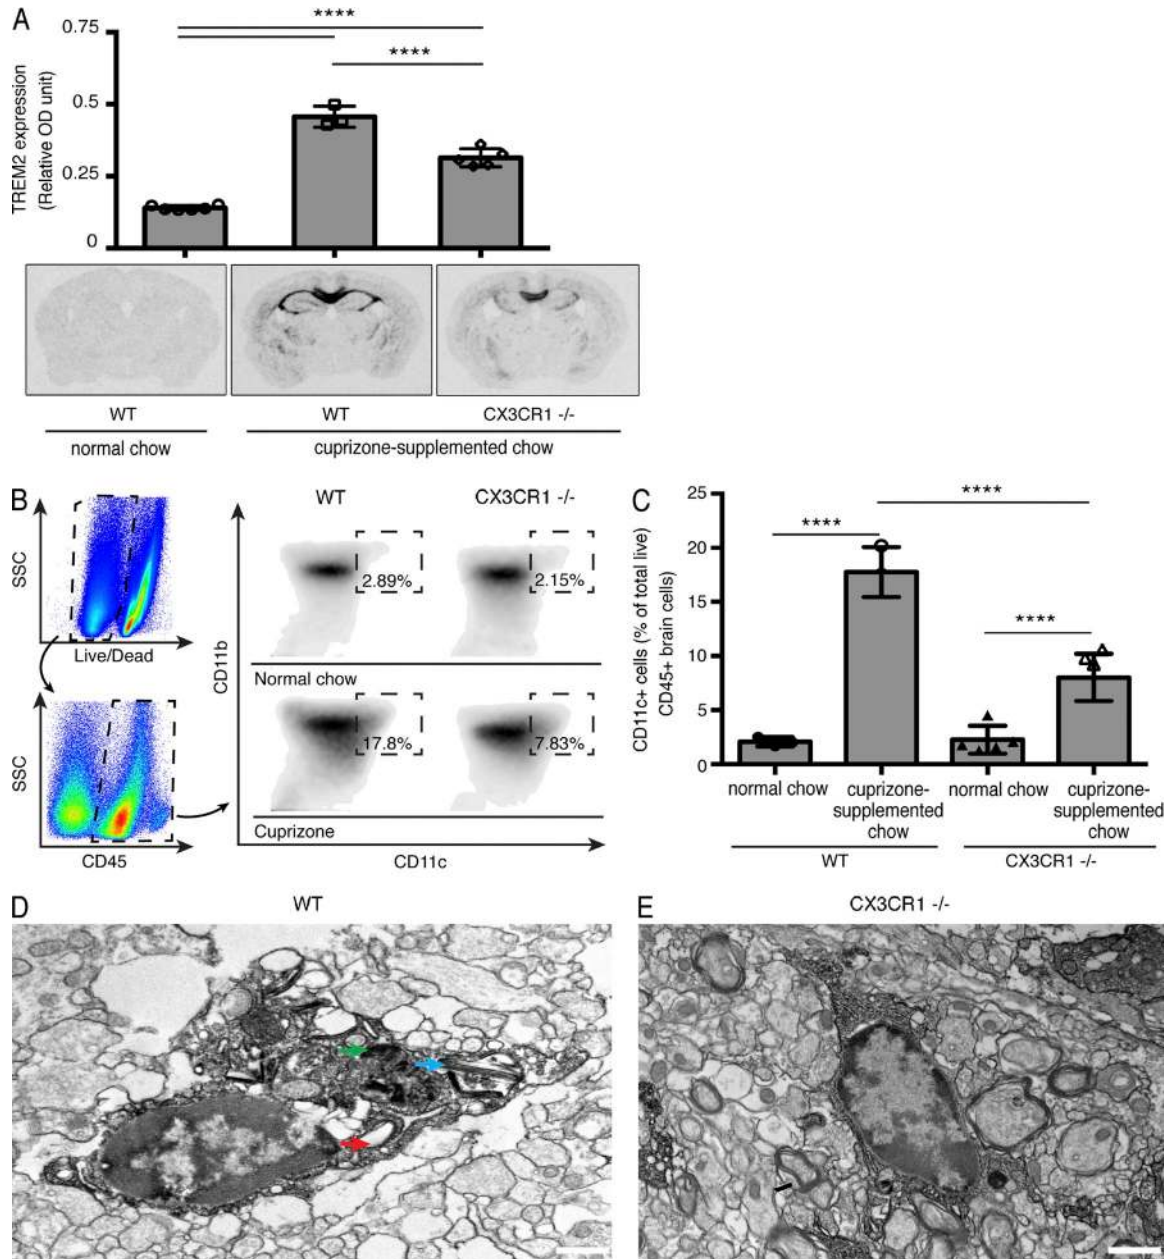 A
TREM2 expression
(Relative OD unit)
0.75
0.5
0.25
0
****
****
WT
WT
CX3CR1 -/-
normal chow
cuprizone-supplemented chow
B
SSC
Live/Dead
SSC
CD45
WT
CX3CR1 -/-
CD11b
2.89%
2.15%
Normal chow
17.8%
7.83%
Cuprizone
CD11c
C
CD11c+ cells (% of total live)
CD45+ brain cells)
25
20
15
10
5
0
****
****
****
normal chow
cuprizone-
supplemented
chow
normal chow
cuprizone-
supplemented
chow
WT
CX3CR1 -/-
D
WT
E
CX3CR1 -/-